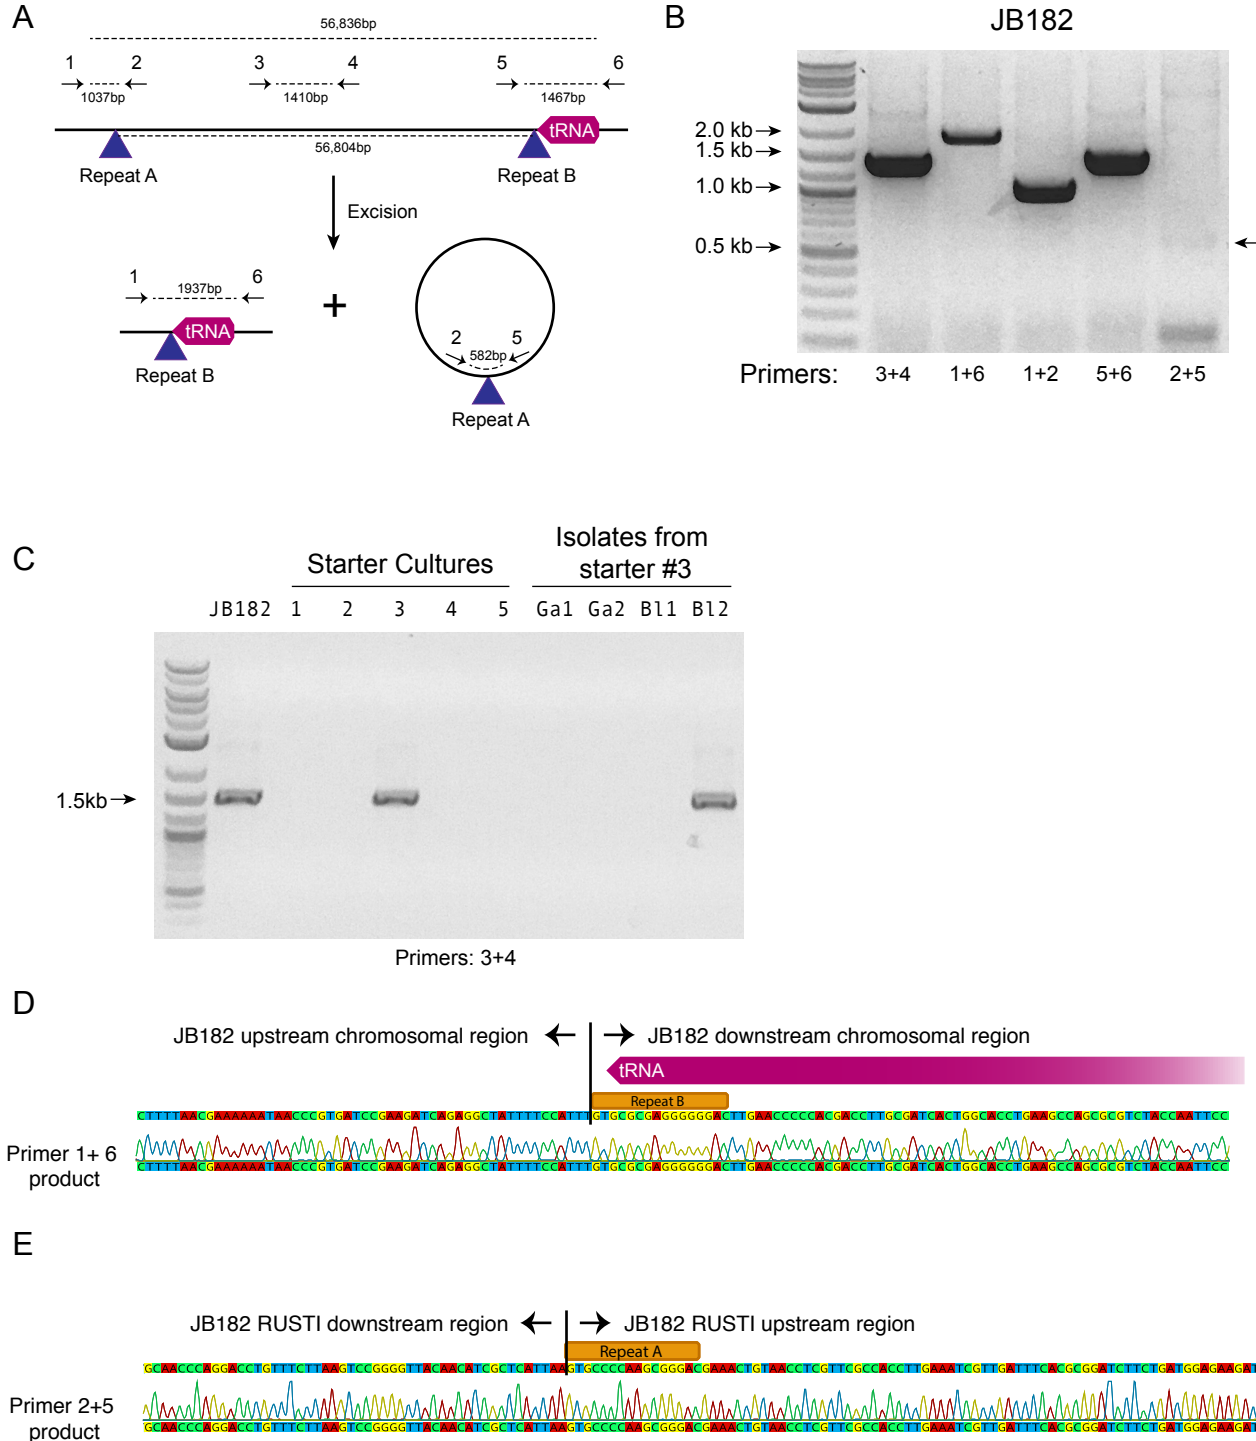 A
56,836bp
1 2 3 4 5 6
1037bp 1410bp 1467bp
tRNA
56,804bp
Repeat A Repeat B
Excision
1 6
1937bp
tRNA
Repeat B
+
2 5
582bp
Repeat A
B
JB182
2.0 kb
1.5 kb
1.0 kb
0.5 kb
Primers: 3+4 1+6 1+2 5+6 2+5
C
Starter Cultures
Isolates from
starter #3
JB182 1 2 3 4 5 Ga1 Ga2 Bl1 Bl2
1.5kb
Primers: 3+4
D
JB182 upstream chromosomal region JB182 downstream chromosomal region
tRNA
Repeat B
Primer 1+ 6
product
E
JB182 RUSTI downstream region JB182 RUSTI upstream region
Repeat A
Primer 2+5
product